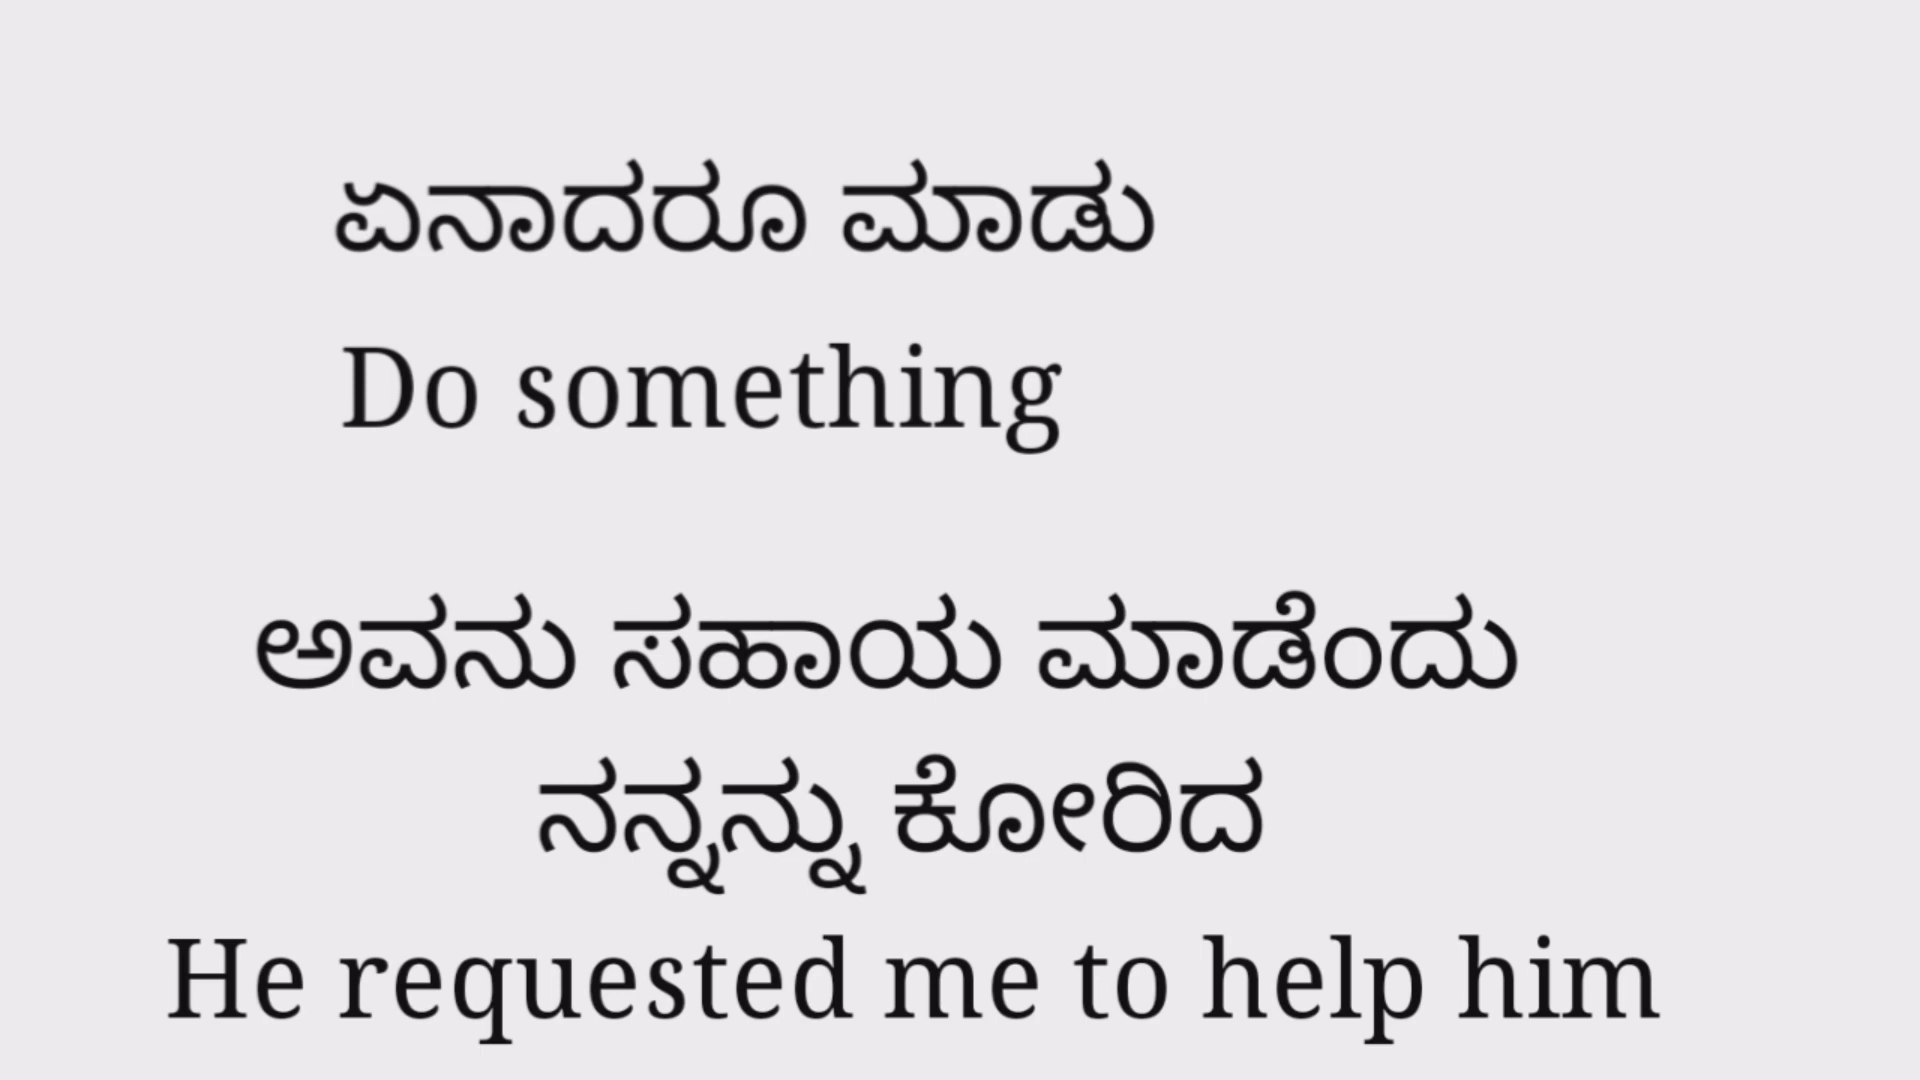 ಏನಾದರೂ ಮಾಡು
Do something
ಅವನು ಸಹಾಯ ಮಾಡೆಂದು
ನನ್ನನ್ನು ಕೋರಿದ
He requested me to help him